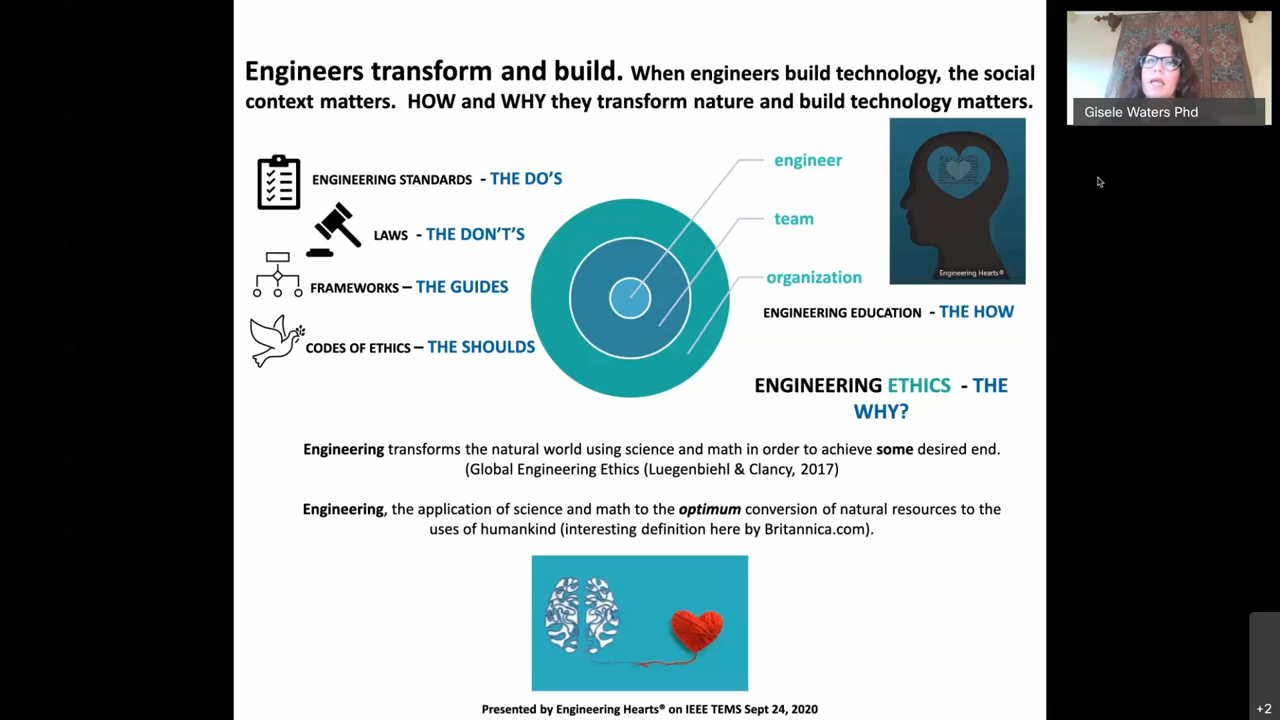 Engineers transform and build. When engineers build technology, the social
context matters. HOW and WHY they transform nature and build technology matters.
Gisele Waters Phd
ENGINEERING STANDARDS - THE DO'S
LAWS - THE DON'T'S
FRAMEWORKS – THE GUIDES
CODES OF ETHICS – THE SHOULDS
engineer
team
organization
Engineering Hearts®
ENGINEERING EDUCATION - THE HOW
ENGINEERING ETHICS - THE
WHY?
Engineering transforms the natural world using science and math in order to achieve some desired end.
(Global Engineering Ethics (Luegenbiehl & Clancy, 2017)
Engineering, the application of science and math to the optimum conversion of natural resources to the
uses of humankind (interesting definition here by Britannica.com).
Presented by Engineering Hearts® on IEEE TEMS Sept 24, 2020
+2